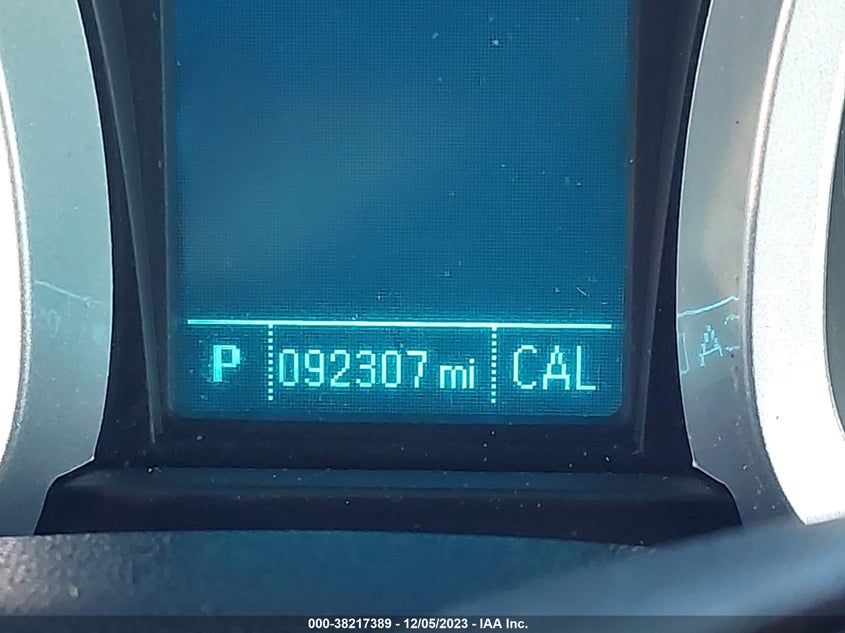 P 092307 mi CAL
000-38217389 - 12/05/2023 - IAA Inc.